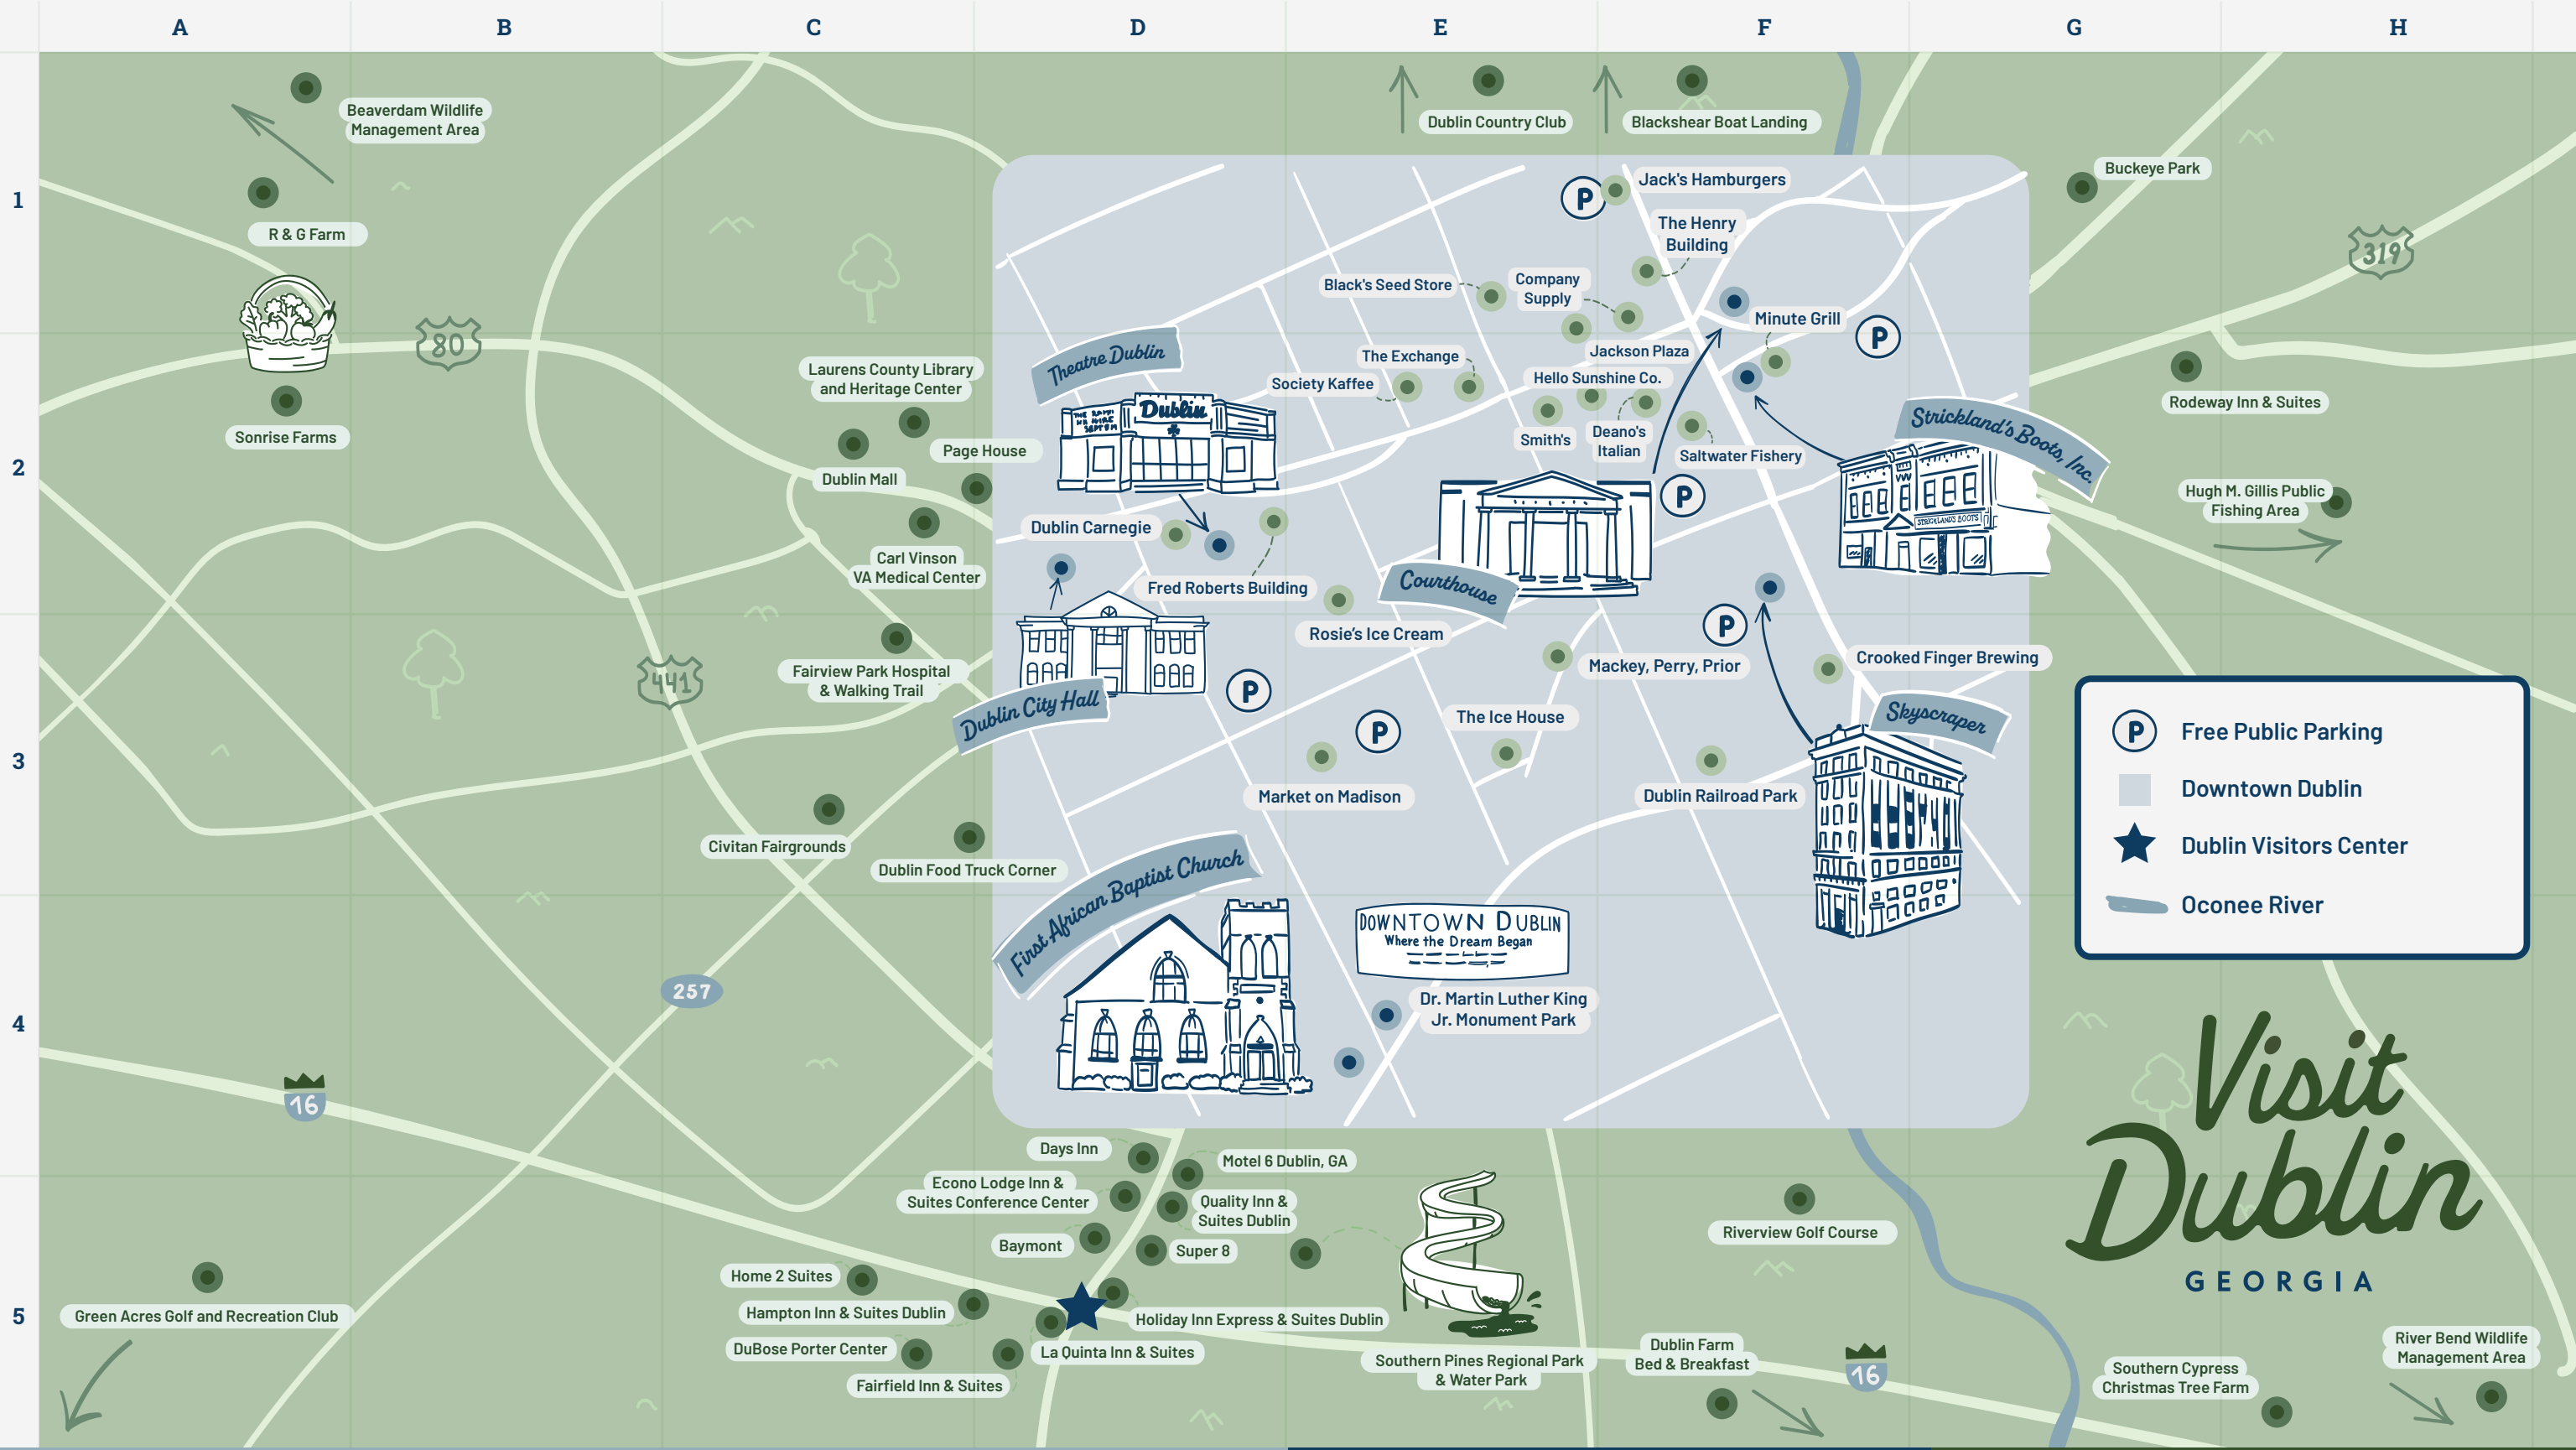 A B C D E F G H
1
2
3
4
5
Beaverdam Wildlife
Management Area
R & G Farm
Dublin Country Club
Blackshear Boat Landing
Buckeye Park
319
80
Sonrise Farms
Jack's Hamburgers
The Henry
Building
Black's Seed Store
Company
Supply
Minute Grill
Jackson Plaza
The Exchange
Society Kaffee
Hello Sunshine Co.
Smith's
Deano's
Italian
Saltwater Fishery
P
P
P
P
P
P
Theatre Dublin
Dublin
Laurens County Library
and Heritage Center
Page House
Dublin Mall
Carl Vinson
VA Medical Center
Dublin Carnegie
Fred Roberts Building
Rosie's Ice Cream
Courthouse
Strickland's Boots, Inc.
STRICKLAND'S BOOTS
Rodeway Inn & Suites
Hugh M. Gillis Public
Fishing Area
Fairview Park Hospital
& Walking Trail
441
Dublin City Hall
Mackey, Perry, Prior
Crooked Finger Brewing
The Ice House
Skyscraper
Market on Madison
Dublin Railroad Park
Civitan Fairgrounds
Dublin Food Truck Corner
P Free Public Parking
Downtown Dublin
Dublin Visitors Center
Oconee River
First African Baptist Church
DOWNTOWN DUBLIN
Where the Dream Began
Dr. Martin Luther King
Jr. Monument Park
257
16
Days Inn
Motel 6 Dublin, GA
Econo Lodge Inn &
Suites Conference Center
Quality Inn &
Suites Dublin
Baymont
Super 8
Home 2 Suites
Hampton Inn & Suites Dublin
Holiday Inn Express & Suites Dublin
DuBose Porter Center
La Quinta Inn & Suites
Fairfield Inn & Suites
Southern Pines Regional Park
& Water Park
Riverview Golf Course
Dublin Farm
Bed & Breakfast
16
Green Acres Golf and Recreation Club
Southern Cypress
Christmas Tree Farm
River Bend Wildlife
Management Area
Visit
Dublin
GEORGIA